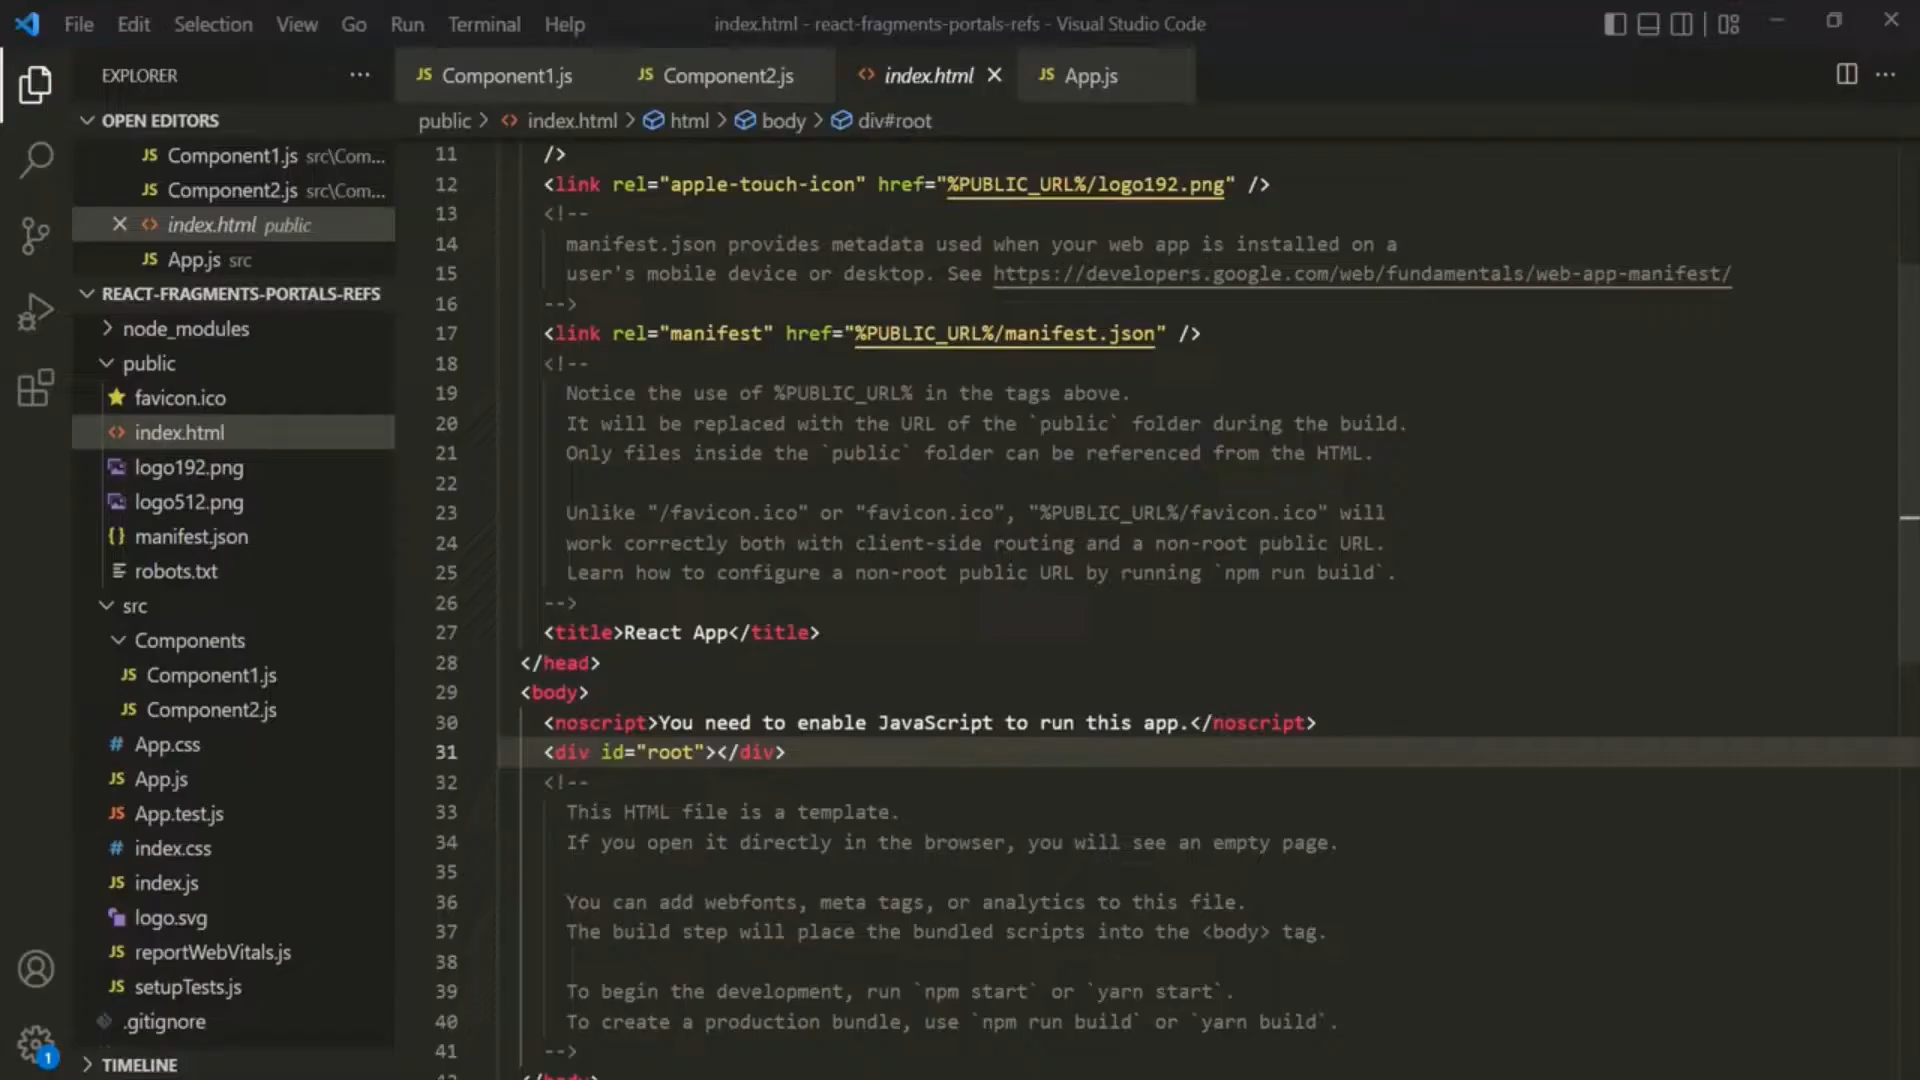 File Edit Selection View Go Run Terminal Help
index.html - react-fragments-portals-refs - Visual Studio Code
EXPLORER
OPEN EDITORS
JS Component1.js src\Com...
JS Component2.js src\Com...
index.html public
JS App.js src
REACT-FRAGMENTS-PORTALS-REFS
node_modules
public
favicon.ico
index.html
logo192.png
logo512.png
{} manifest.json
robots.txt
src
Components
JS Component1.js
JS Component2.js
# App.css
JS App.js
JS App.test.js
# index.css
JS index.js
logo.svg
JS reportWebVitals.js
JS setupTests.js
.gitignore
TIMELINE
1
JS Component1.js JS Component2.js <> index.html JS App.js
public > <> index.html > html > body > div#root
11 />
12 <link rel="apple-touch-icon" href="%PUBLIC_URL%/logo192.png" />
13 <!--
14 manifest.json provides metadata used when your web app is installed on a
15 user's mobile device or desktop. See https://developers.google.com/web/fundamentals/web-app-manifest/
16 -->
17 <link rel="manifest" href="%PUBLIC_URL%/manifest.json" />
18 <!--
19 Notice the use of %PUBLIC_URL% in the tags above.
20 It will be replaced with the URL of the `public` folder during the build.
21 Only files inside the `public` folder can be referenced from the HTML.
22
23 Unlike "/favicon.ico" or "favicon.ico", "%PUBLIC_URL%/favicon.ico" will
24 work correctly both with client-side routing and a non-root public URL.
25 Learn how to configure a non-root public URL by running `npm run build`.
26 -->
27 <title>React App</title>
28 </head>
29 <body>
30 <noscript>You need to enable JavaScript to run this app.</noscript>
31 <div id="root"></div>
32 <!--
33 This HTML file is a template.
34 If you open it directly in the browser, you will see an empty page.
35
36 You can add webfonts, meta tags, or analytics to this file.
37 The build step will place the bundled scripts into the <body> tag.
38
39 To begin the development, run `npm start` or `yarn start`.
40 To create a production bundle, use `npm run build` or `yarn build`.
41 -->